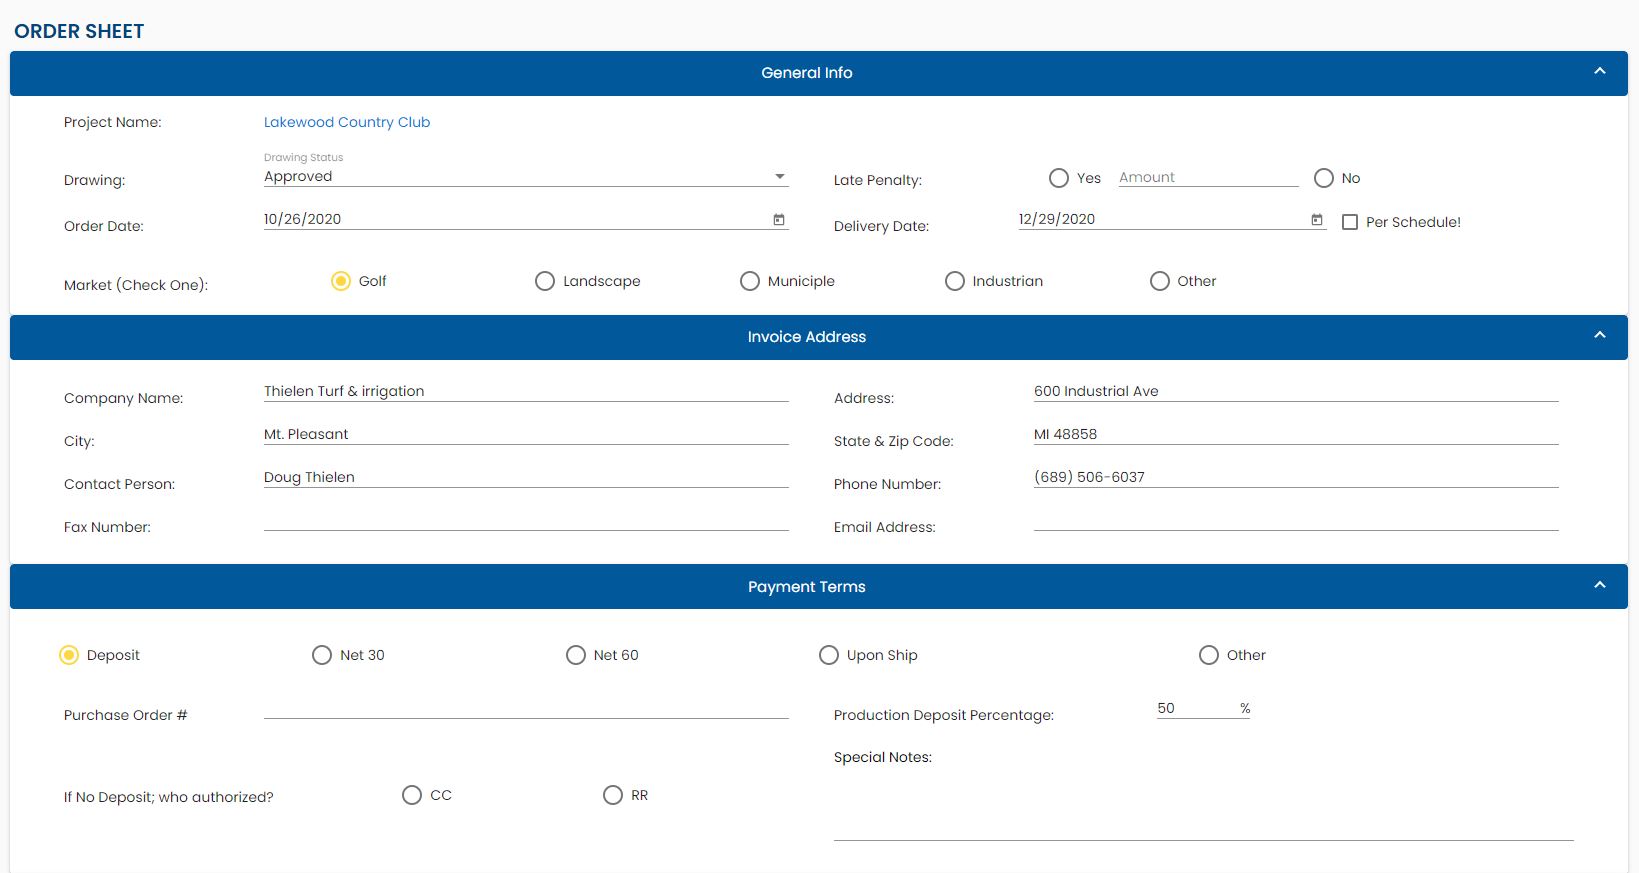 ORDER SHEET
General Info
Project Name: Lakewood Country Club
Drawing Status
Drawing: Approved Late Penalty: Yes Amount No
Order Date: 10/26/2020 Delivery Date: 12/29/2020 Per Schedule!
Market (Check One): Golf Landscape Municiple Industrian Other
Invoice Address
Company Name: Thielen Turf & irrigation Address: 600 Industrial Ave
City: Mt. Pleasant State & Zip Code: MI 48858
Contact Person: Doug Thielen Phone Number: (689) 506-6037
Fax Number: Email Address:
Payment Terms
Deposit Net 30 Net 60 Upon Ship Other
Purchase Order # Production Deposit Percentage: 50 %
Special Notes:
If No Deposit; who authorized? CC RR